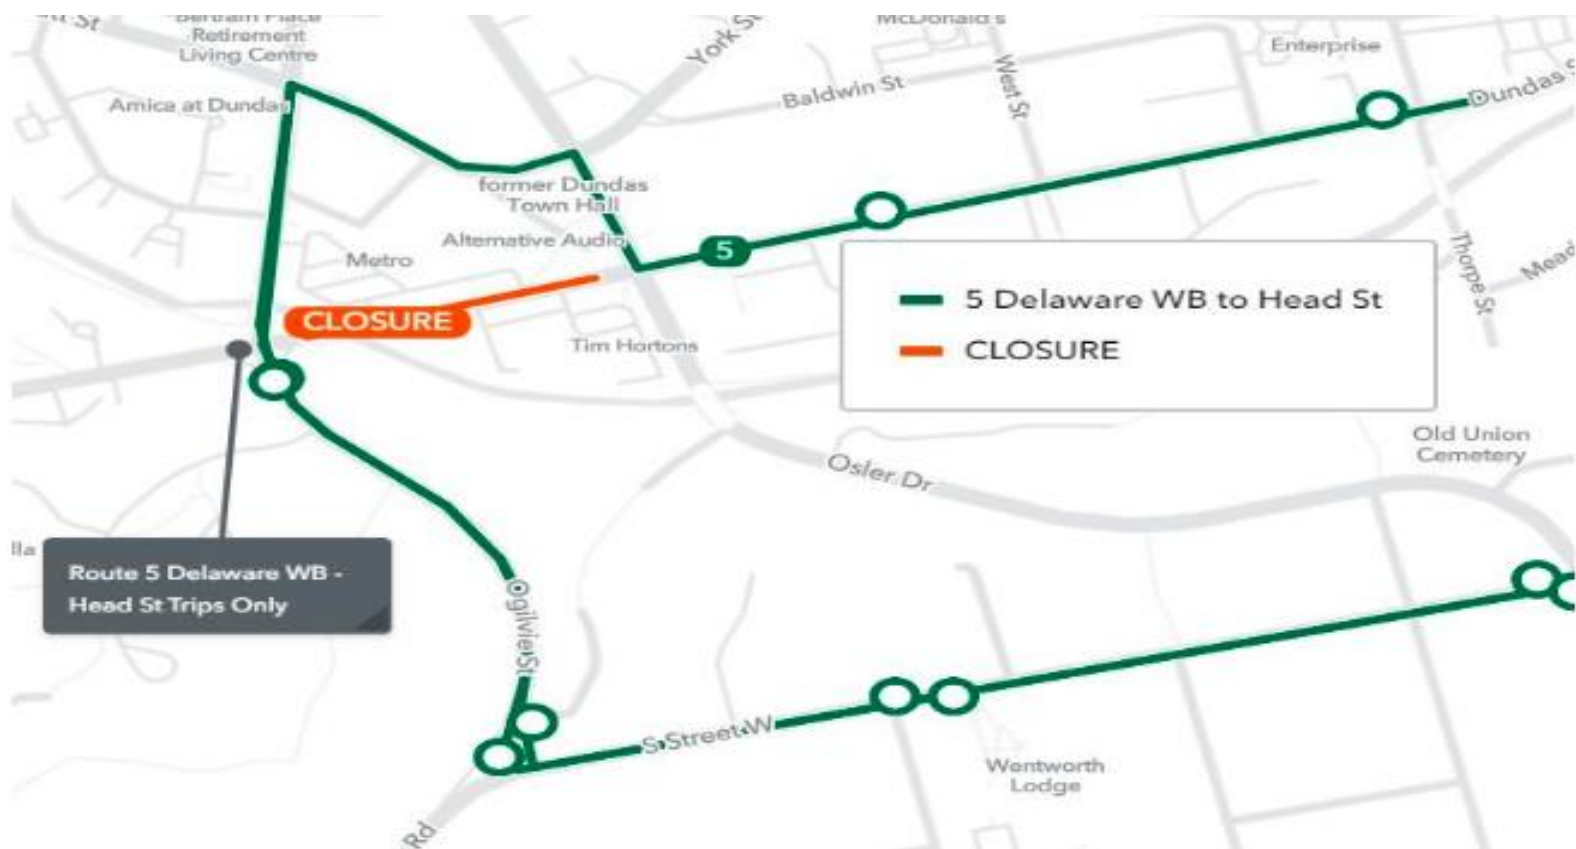 Bertram Place
Retirement
Living Centre
McDonald's
York St
Enterprise
West St
Baldwin St
Amica at Dundas
Dundas S
former Dundas
Town Hall
Alternative Audio
Metro
5
Thorpe St
Mead
5 Delaware WB to Head St
CLOSURE
CLOSURE
Tim Hortons
Old Union
Cemetery
Osler Dr
lla
Route 5 Delaware WB -
Head St Trips Only
Ogilvie St
S Street W
Wentworth
Lodge
Rd